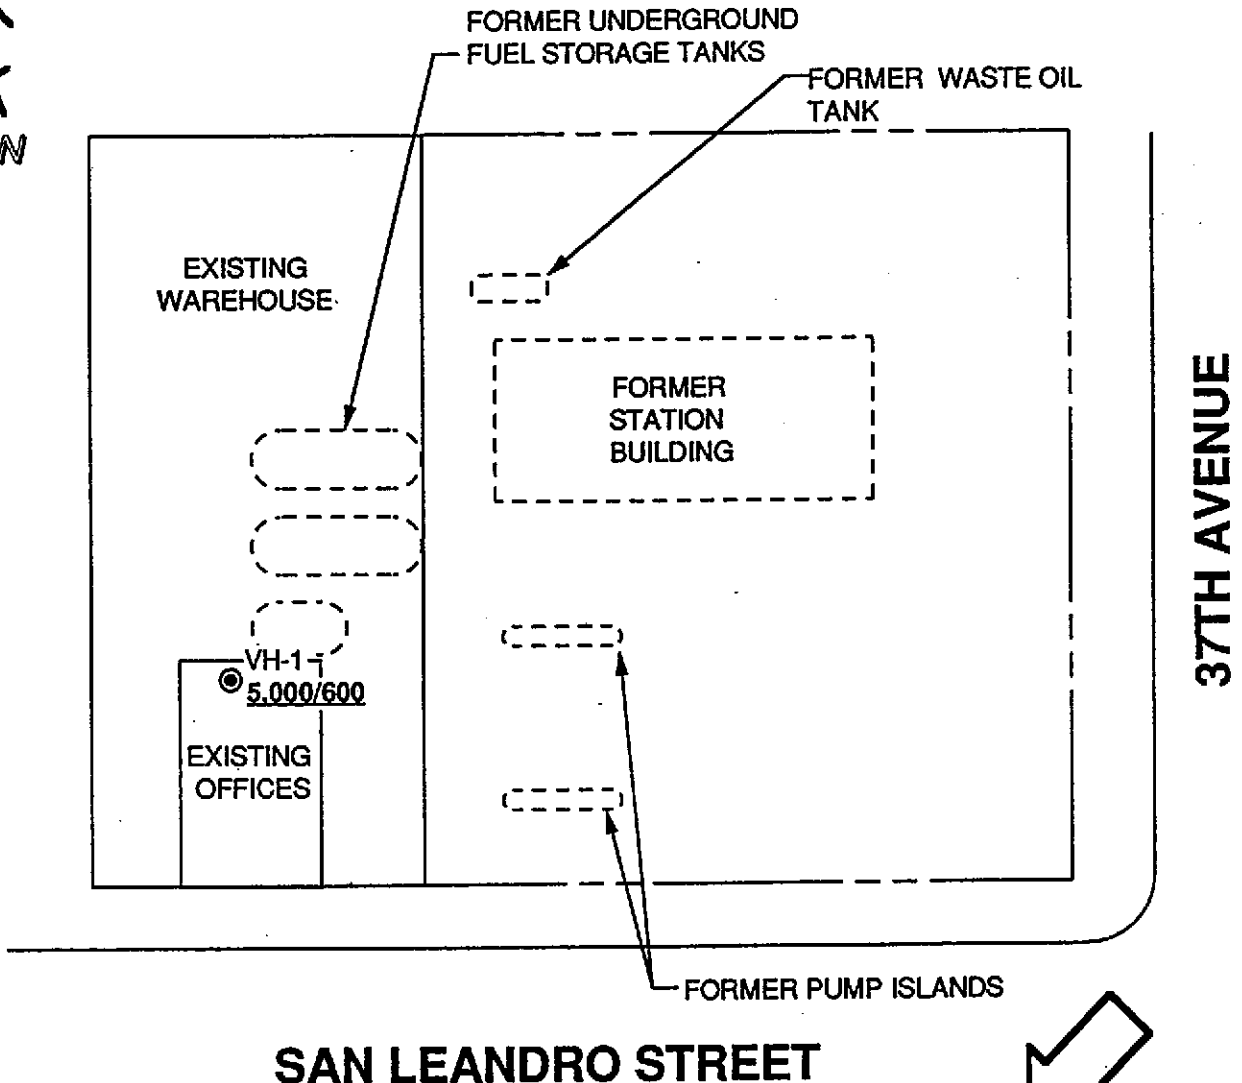 FORMER UNDERGROUND
FUEL STORAGE TANKS
FORMER WASTE OIL
TANK
N
EXISTING
WAREHOUSE
FORMER
STATION
BUILDING
37TH AVENUE
VH-1
5,000/600
EXISTING
OFFICES
FORMER PUMP ISLANDS
SAN LEANDRO STREET